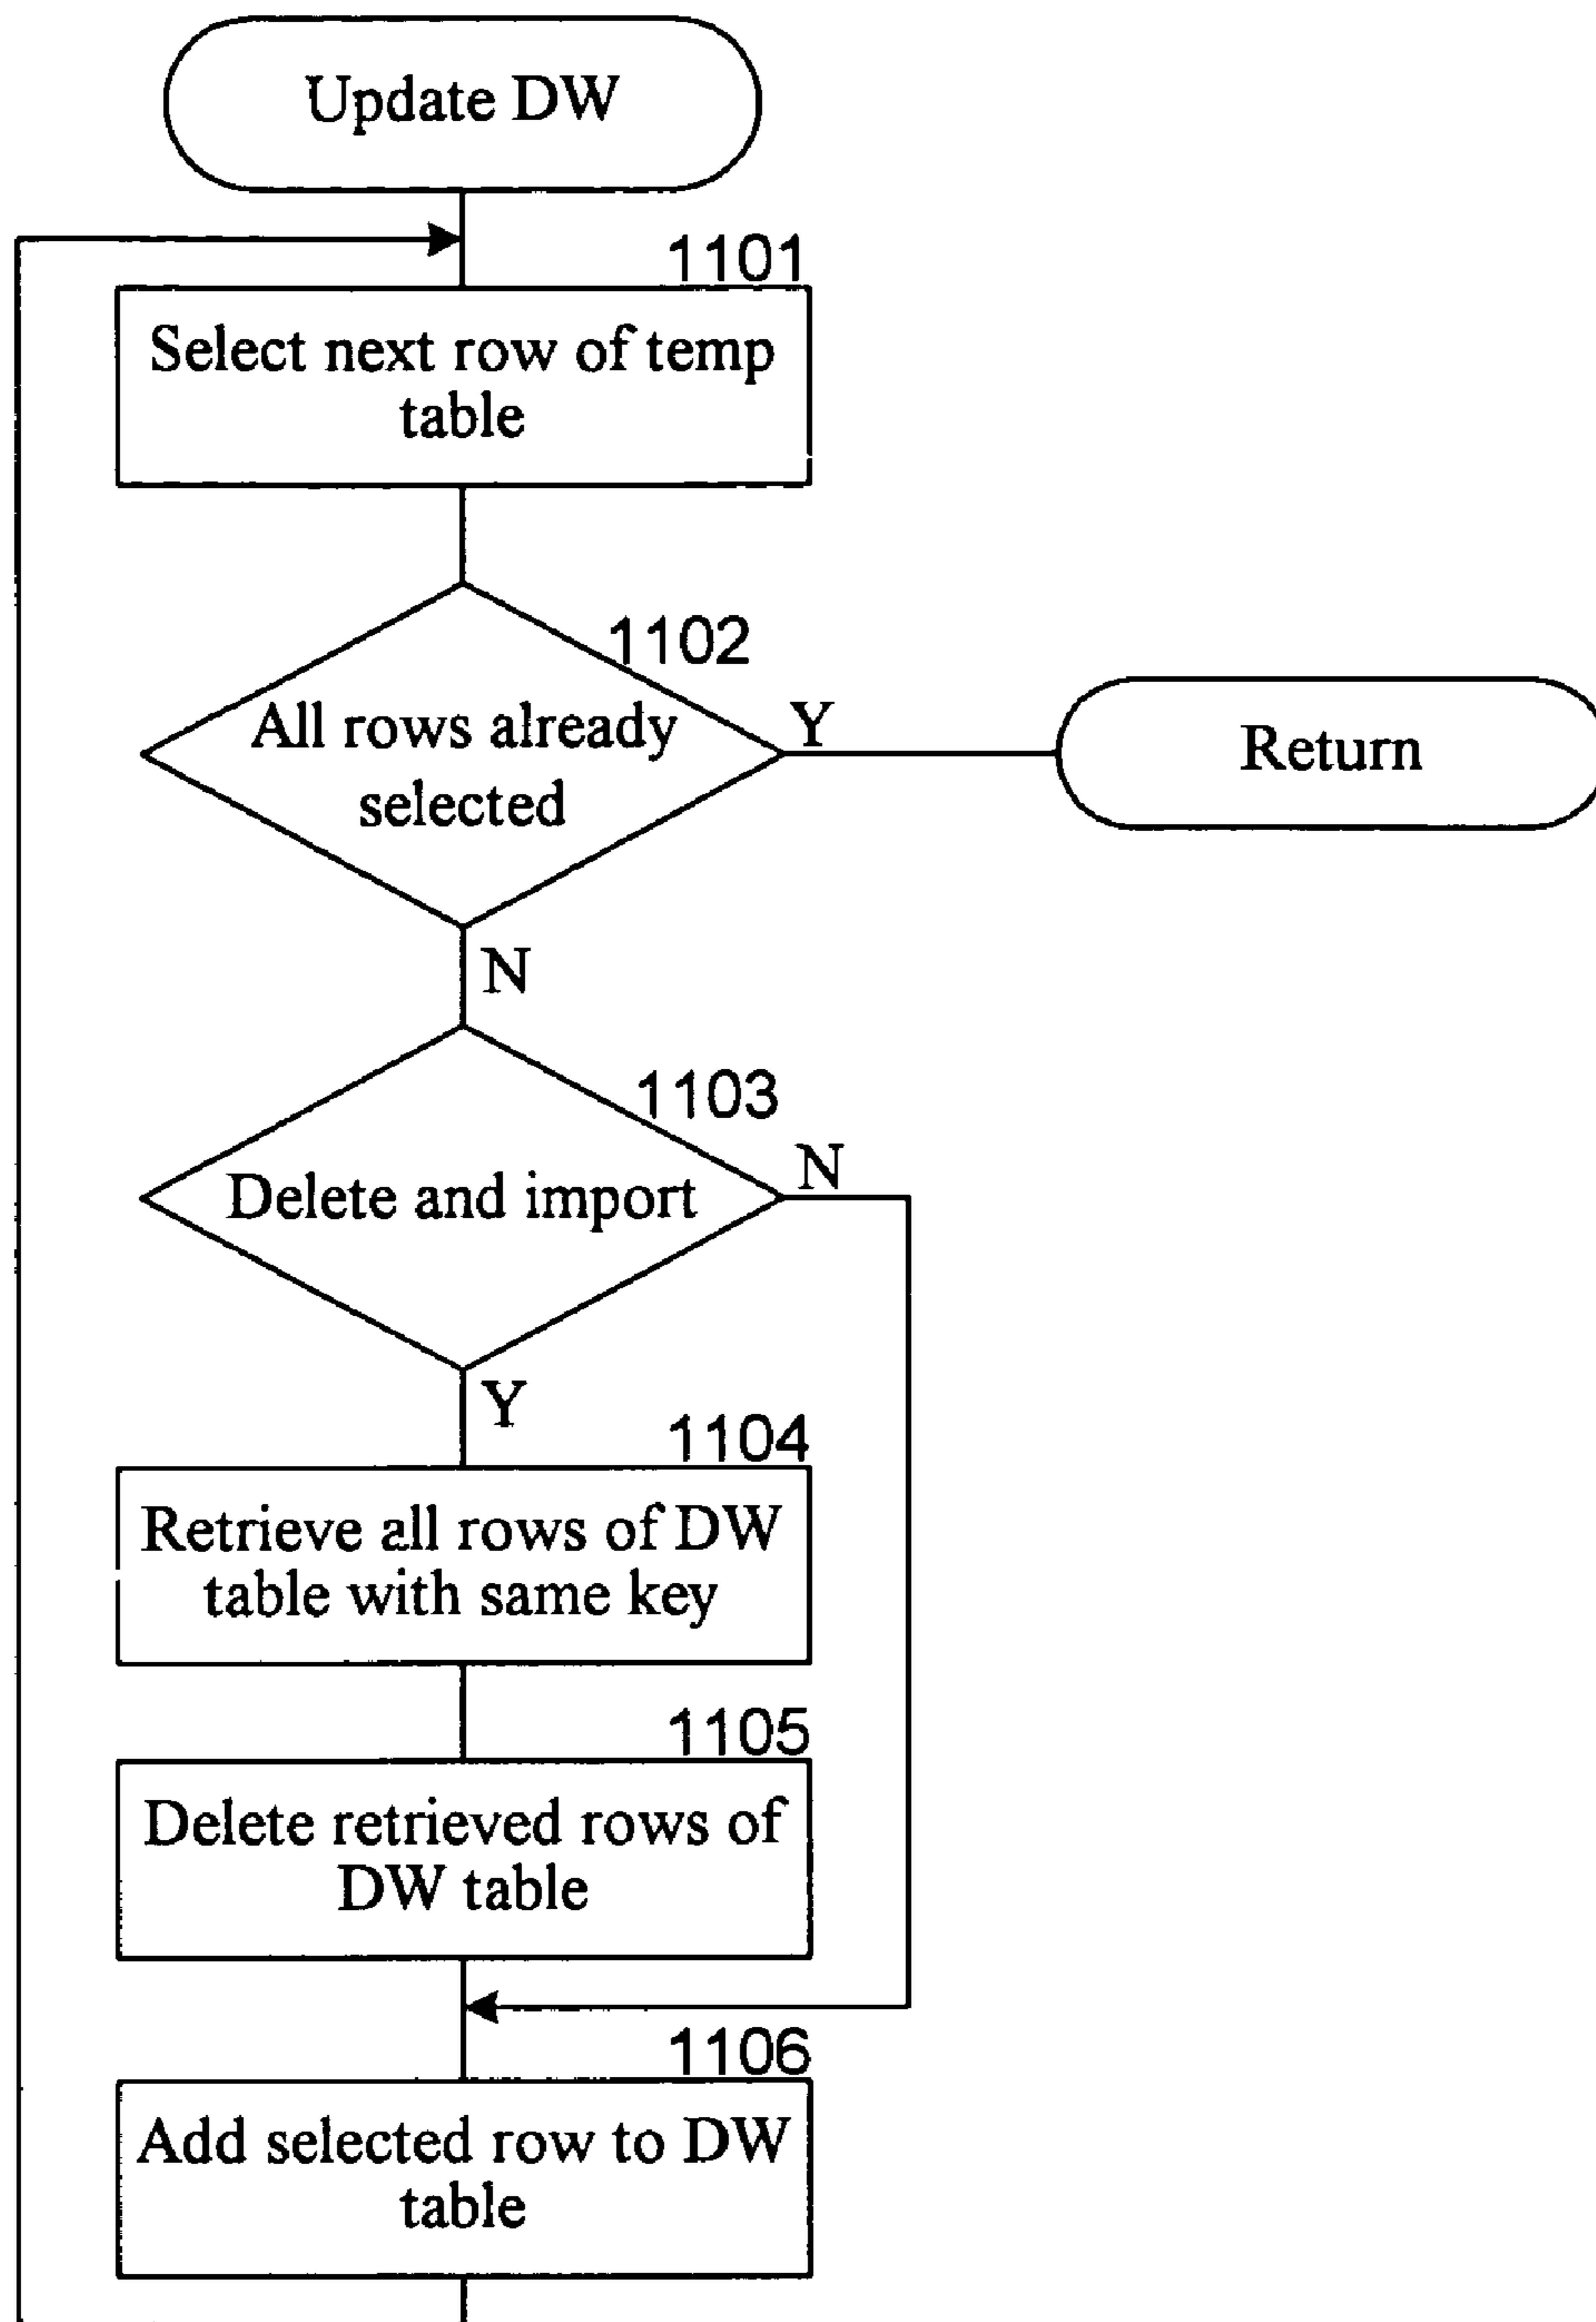 Update DW
1101
Select next row of temp
table
1102
All rows already
selected
Y
Return
N
1103
Delete and import
N
Y
1104
Retrieve all rows of DW
table with same key
1105
Delete retrieved rows of
DW table
1106
Add selected row to DW
table